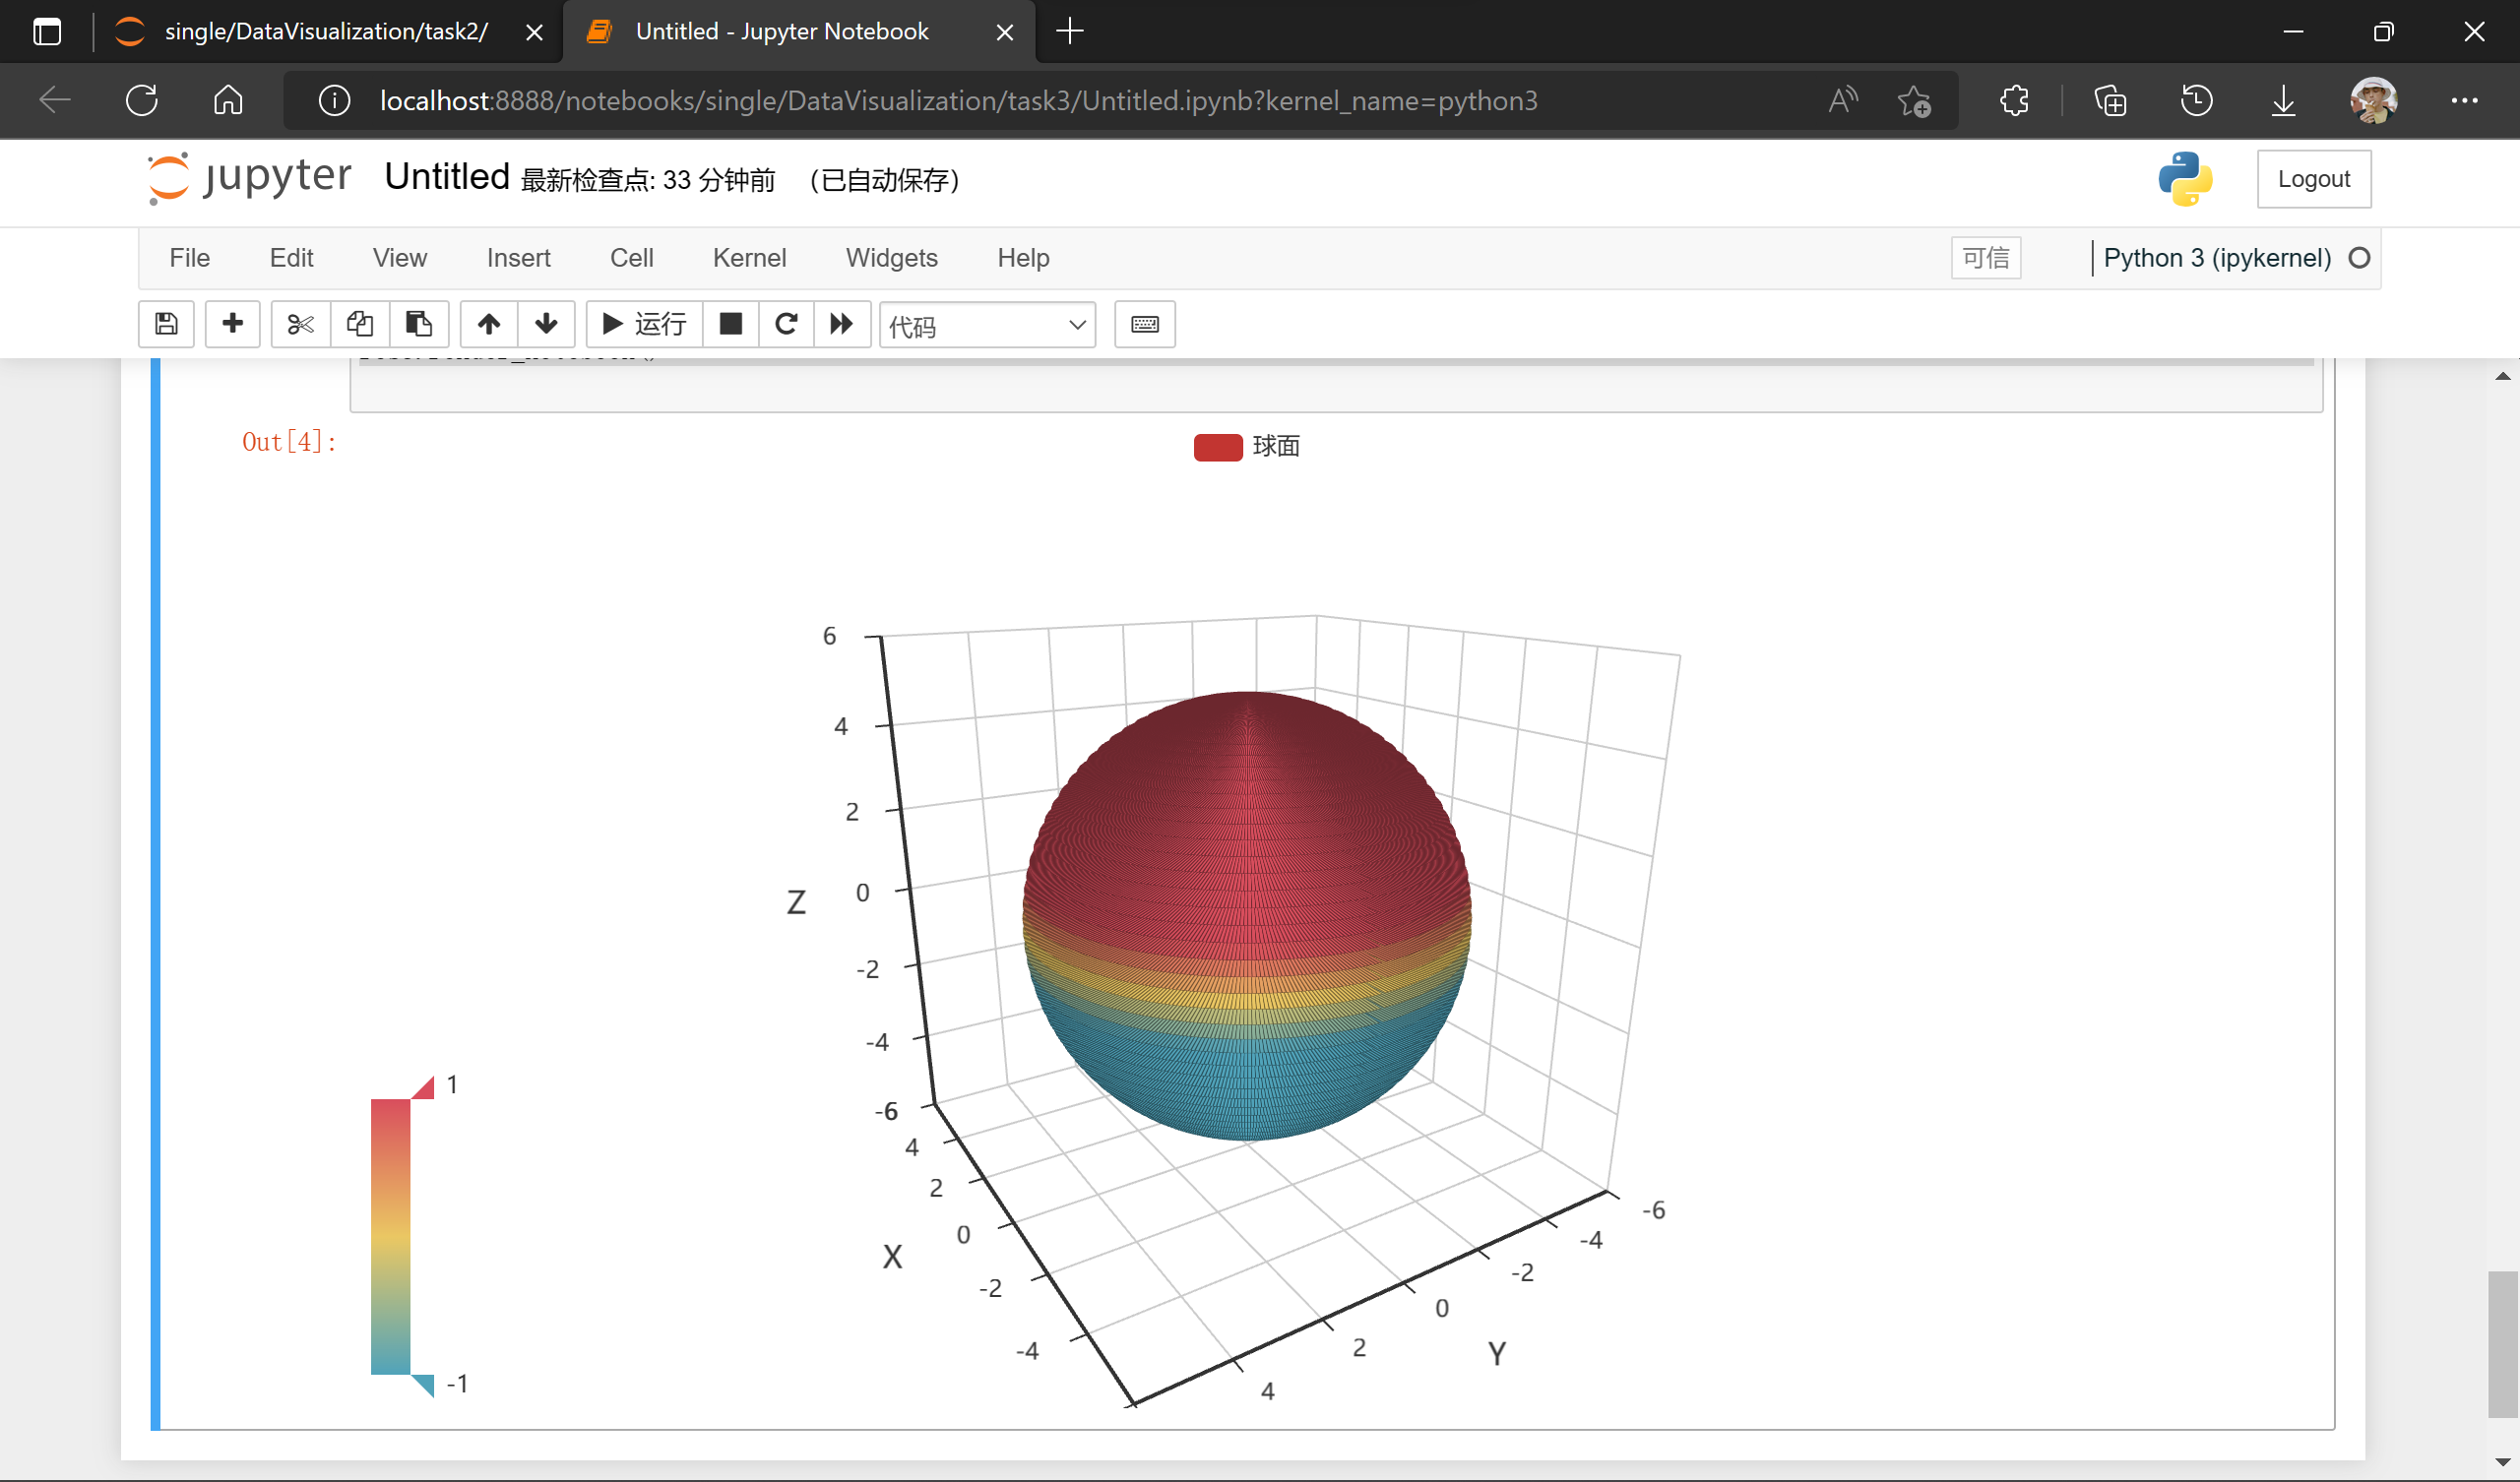 single/DataVisualization/task2/
Untitled - Jupyter Notebook
localhost:8888/notebooks/single/DataVisualization/task3/Untitled.ipynb?kernel_name=python3
jupyter Untitled 最新检查点: 33 分钟前 （已自动保存）
Logout
File Edit View Insert Cell Kernel Widgets Help
可信
Python 3 (ipykernel)
运行
代码
Out[4]:
球面
6
4
2
0
-2
-4
-6
Z
4
2
0
-2
-4
X
-6
-4
-2
0
2
4
Y
1
-1